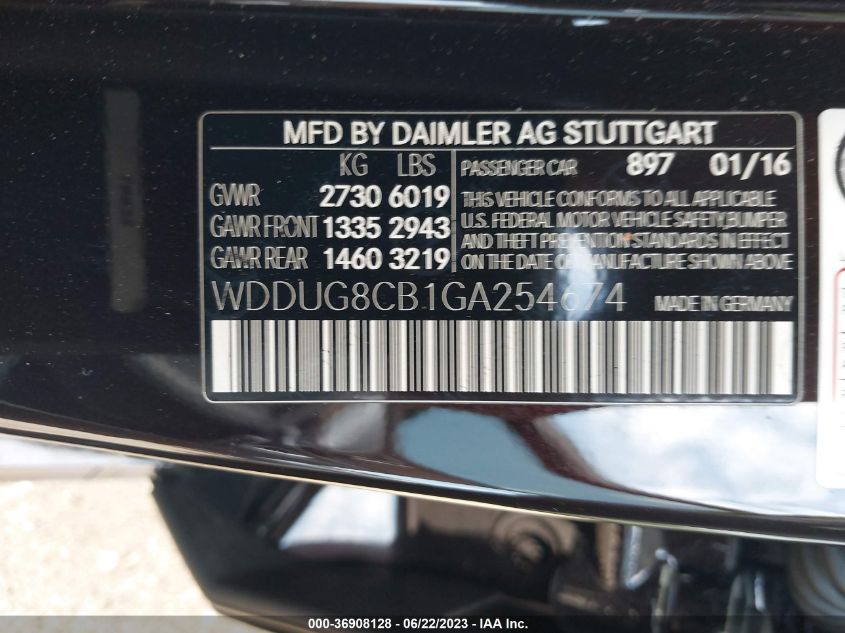 MFD BY DAIMLER AG STUTTGART
KG LBS
GVWR 2730 6019
GAWR FRONT 1335 2943
GAWR REAR 1460 3219
PASSENGER CAR 897 01/16
THIS VEHICLE CONFORMS TO ALL APPLICABLE
U.S. FEDERAL MOTOR VEHICLE SAFETY,BUMPER
AND THEFT PREVENTION STANDARDS IN EFFECT
ON THE DATE OF MANUFACTURE SHOWN ABOVE
WDDUG8CB1GA254674
MADE IN GERMANY
000-36908128 - 06/22/2023 - IAA Inc.